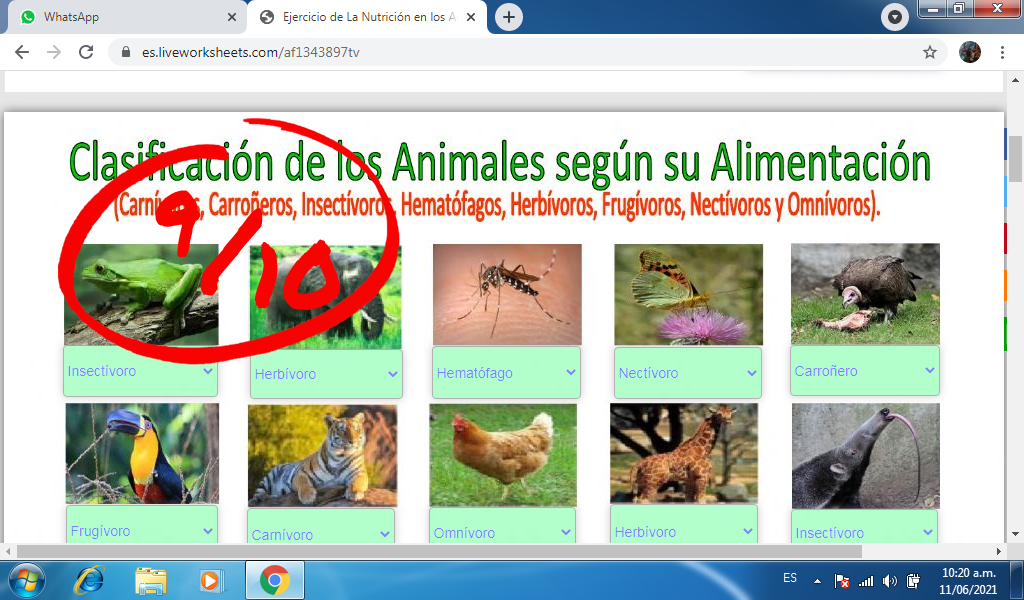 WhatsApp
Ejercicio de La Nutrición en los A
es.liveworksheets.com/af1343897tv
Clasificación de los Animales según su Alimentación
(Carnívoros, Carroñeros, Insectívoros, Hematófagos, Herbívoros, Frugívoros, Nectívoros y Omnívoros).
9/10
Insectívoro
Herbívoro
Hematófago
Nectívoro
Carroñero
Frugívoro
Carnívoro
Omnívoro
Herbívoro
Insectívoro
ES
10:20 a.m.
11/06/2021